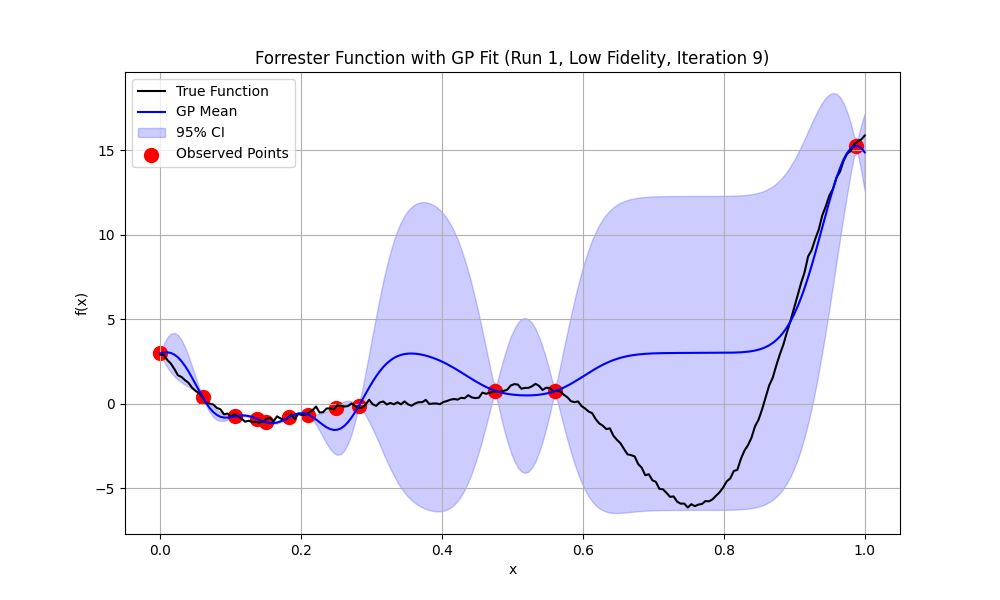 Forrester Function with GP Fit (Run 1, Low Fidelity, Iteration 9)
True Function
GP Mean
95% CI
Observed Points
f(x)
15
10
5
0
−5
0.0 0.2 0.4 0.6 0.8 1.0
x